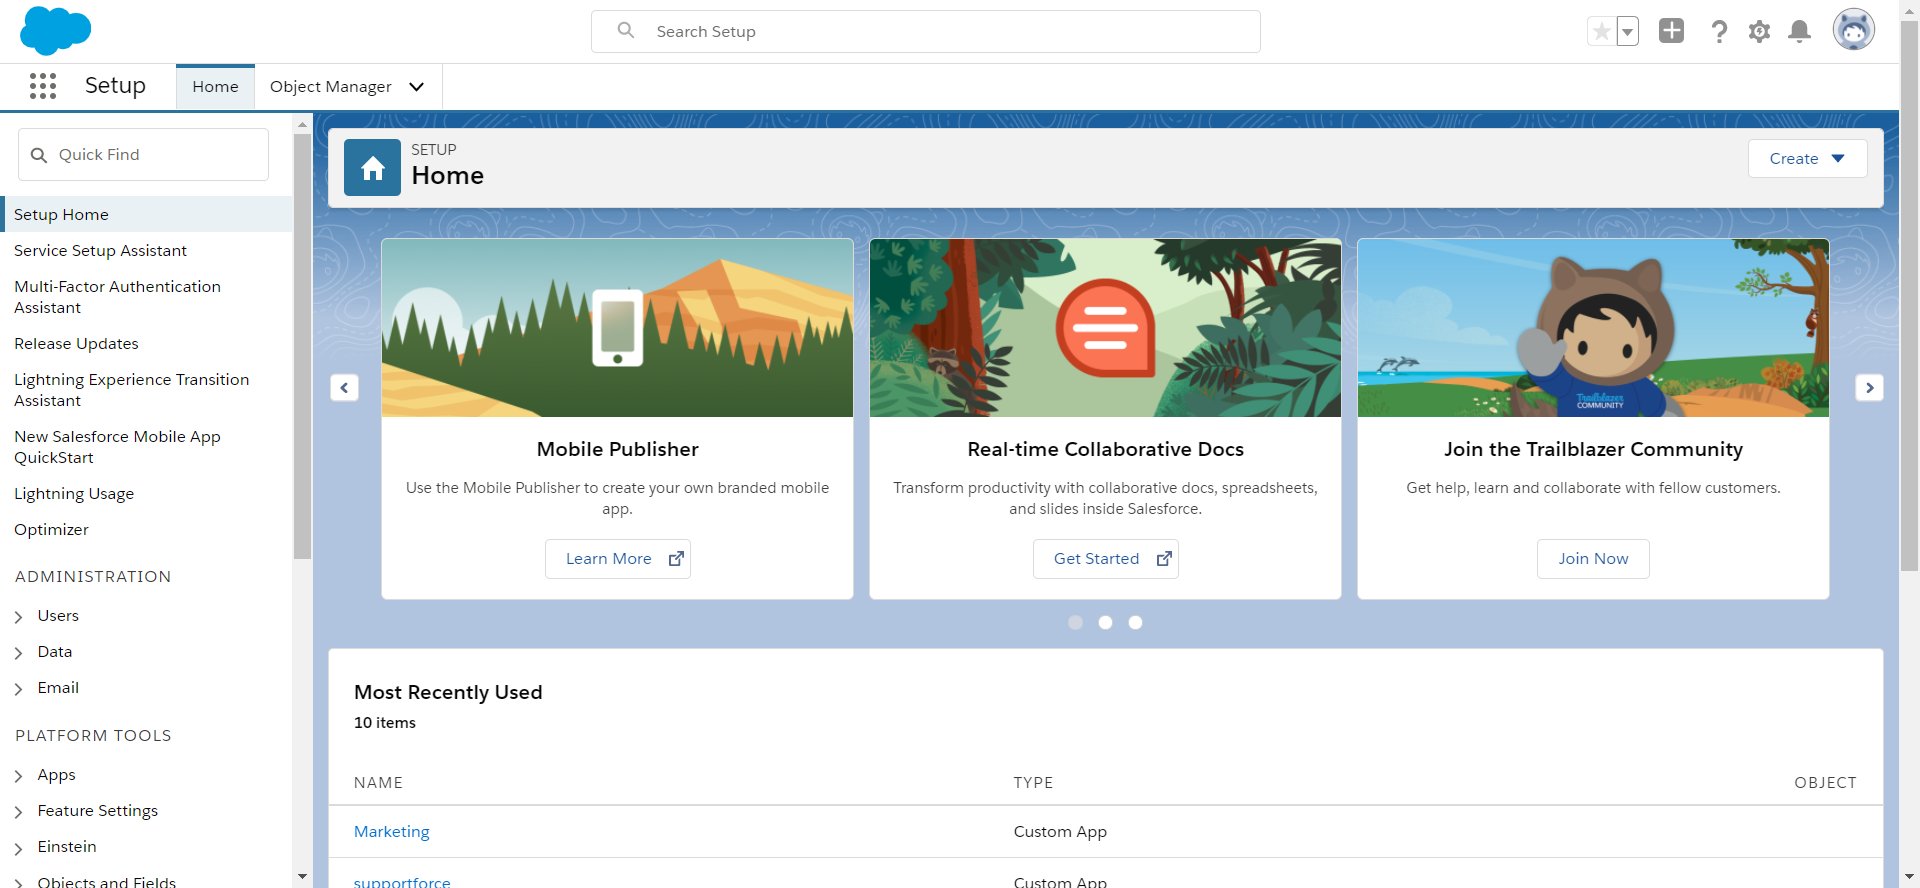 Search Setup
Setup
Home
Object Manager
Quick Find
Setup Home
Service Setup Assistant
Multi-Factor Authentication
Assistant
Release Updates
Lightning Experience Transition
Assistant
New Salesforce Mobile App
QuickStart
Lightning Usage
Optimizer
ADMINISTRATION
Users
Data
Email
PLATFORM TOOLS
Apps
Feature Settings
Einstein
Objects and Fields
SETUP
Home
Create
Mobile Publisher
Use the Mobile Publisher to create your own branded mobile
app.
Learn More
Real-time Collaborative Docs
Transform productivity with collaborative docs, spreadsheets,
and slides inside Salesforce.
Get Started
Trailblazer
COMMUNITY
Join the Trailblazer Community
Get help, learn and collaborate with fellow customers.
Join Now
Most Recently Used
10 items
NAME TYPE OBJECT
Marketing Custom App
supportforce Custom App